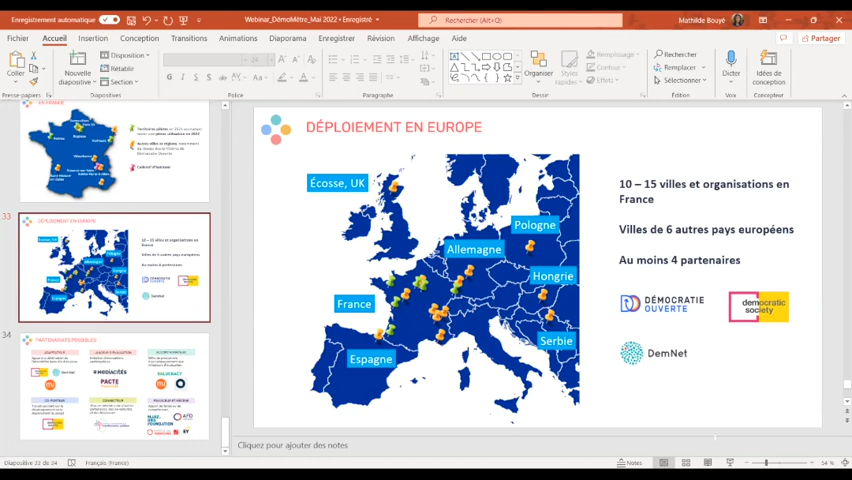 Enregistrement automatique
Webinar_DémoMètre_Mai 2022 • Enregistré
Rechercher (Alt+Q)
Mathilde Bouyé
Fichier Accueil Insertion Conception Transitions Animations Diaporama Enregistrer Révision Affichage Aide
Partager
Coller
Nouvelle diapositive
Disposition
Rétablir
Section
Organiser
Styles rapides
Remplissage
Contour
Effets
Rechercher
Remplacer
Sélectionner
Dicter
Idées de conception
Presse-papiers
Diapositives
Police
Paragraphe
Dessin
Édition
Voix
Concepteur
33
DÉPLOIEMENT EN EUROPE
34
PARTENARIATS POSSIBLES
DÉPLOIEMENT EN EUROPE
Écosse, UK
Pologne
Allemagne
Hongrie
France
Serbie
Espagne
10 – 15 villes et organisations en
France
Villes de 6 autres pays européens
Au moins 4 partenaires
DÉMOCRATIE
OUVERTE
democratic
society
DemNet
Cliquez pour ajouter des notes
Diapositive 33 de 34
Français (France)
Notes
54 %